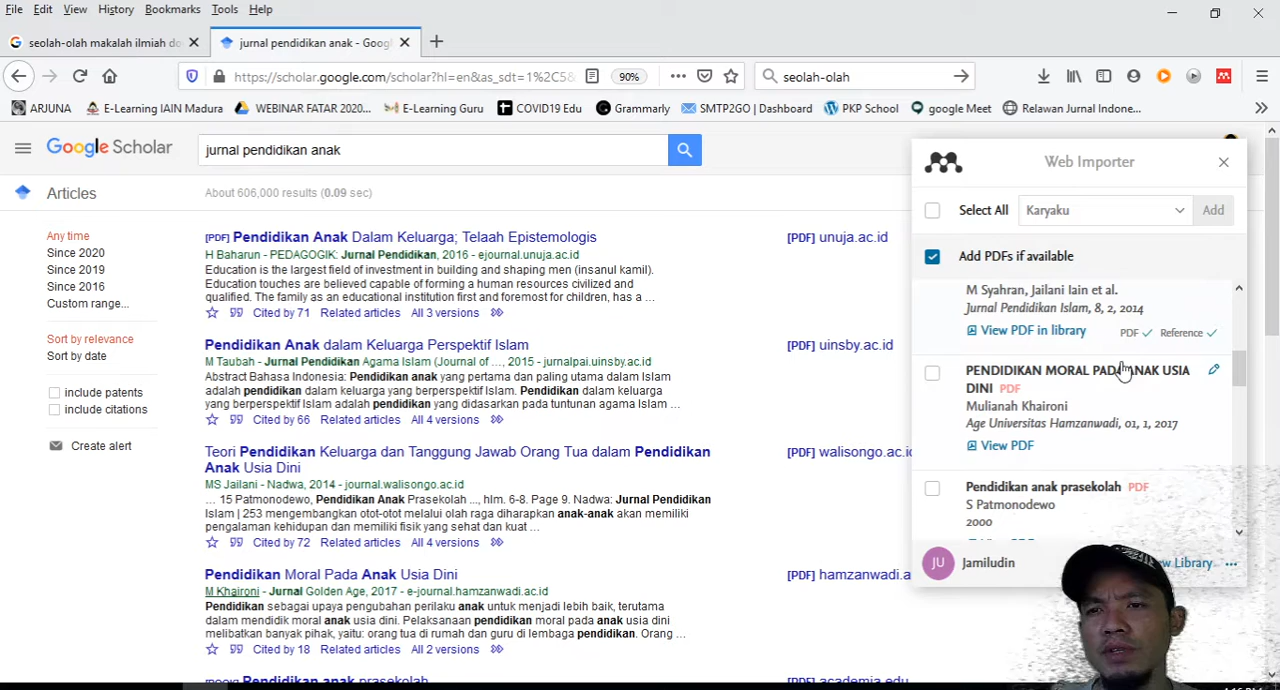 File Edit View History Bookmarks Tools Help
seolah-olah makalah ilmiah do
jurnal pendidikan anak - Goog
https://scholar.google.com/scholar?hl=en&as_sdt=1%2C5&
90%
seolah-olah
ARJUNA
E-Learning IAIN Madura
WEBINAR FATAR 2020...
E-Learning Guru
COVID19 Edu
Grammarly
SMTP2GO | Dashboard
PKP School
google Meet
Relawan Jurnal Indone...
Google Scholar
jurnal pendidikan anak
Articles
About 606,000 results (0.09 sec)
Any time
Since 2020
Since 2019
Since 2016
Custom range...
Sort by relevance
Sort by date
include patents
include citations
Create alert
[PDF] Pendidikan Anak Dalam Keluarga; Telaah Epistemologis
H Baharun - PEDAGOGIK: Jurnal Pendidikan, 2016 - ejournal.unuja.ac.id
Education is the largest field of investment in building and shaping men (insanul kamil).
Education touches are believed capable of forming a human resources civilized and
qualified. The family as an educational institution first and foremost for children, has a ...
Cited by 71 Related articles All 3 versions
[PDF] unuja.ac.id
Pendidikan Anak dalam Keluarga Perspektif Islam
M Taubah - Jurnal Pendidikan Agama Islam (Journal of ..., 2015 - jurnalpai.uinsby.ac.id
Abstract Bahasa Indonesia: Pendidikan anak yang pertama dan paling utama dalam Islam
adalah pendidikan dalam keluarga yang berperspektif Islam. Pendidikan dalam keluarga
yang berperspektif Islam adalah pendidikan yang didasarkan pada tuntunan agama Islam ...
Cited by 66 Related articles All 4 versions
[PDF] uinsby.ac.id
Teori Pendidikan Keluarga dan Tanggung Jawab Orang Tua dalam Pendidikan
Anak Usia Dini
MS Jailani - Nadwa, 2014 - journal.walisongo.ac.id
... 15 Patmonodewo, Pendidikan Anak Prasekolah ..., hlm. 6-8. Page 9. Nadwa: Jurnal Pendidikan
Islam | 253 mengembangkan otot-otot melalui olah raga diharapkan anak-anak akan memiliki
pengalaman kehidupan dan memiliki fisik yang sehat dan kuat ...
Cited by 72 Related articles All 4 versions
[PDF] walisongo.ac.id
Pendidikan Moral Pada Anak Usia Dini
M Khaironi - Jurnal Golden Age, 2017 - e-journal.hamzanwadi.ac.id
Pendidikan sebagai upaya pengubahan perilaku anak untuk menjadi lebih baik, terutama
dalam mendidik moral anak usia dini. Pelaksanaan pendidikan moral pada anak usia dini
melibatkan banyak pihak, yaitu: orang tua di rumah dan guru di lembaga pendidikan. Orang ...
Cited by 18 Related articles All 2 versions
[PDF] hamzanwadi.a
Pendidikan anak prasekolah
[PDF] academia.edu
Web Importer
Select All
Karyaku
Add
Add PDFs if available
M Syahran, Jailani Iain et al.
Jurnal Pendidikan Islam, 8, 2, 2014
View PDF in library
PDF ✓ Reference ✓
PENDIDIKAN MORAL PADA ANAK USIA
DINI PDF
Mulianah Khaironi
Age Universitas Hamzanwadi, 01, 1, 2017
View PDF
Pendidikan anak prasekolah PDF
S Patmonodewo
2000
JU Jamiludin
Library